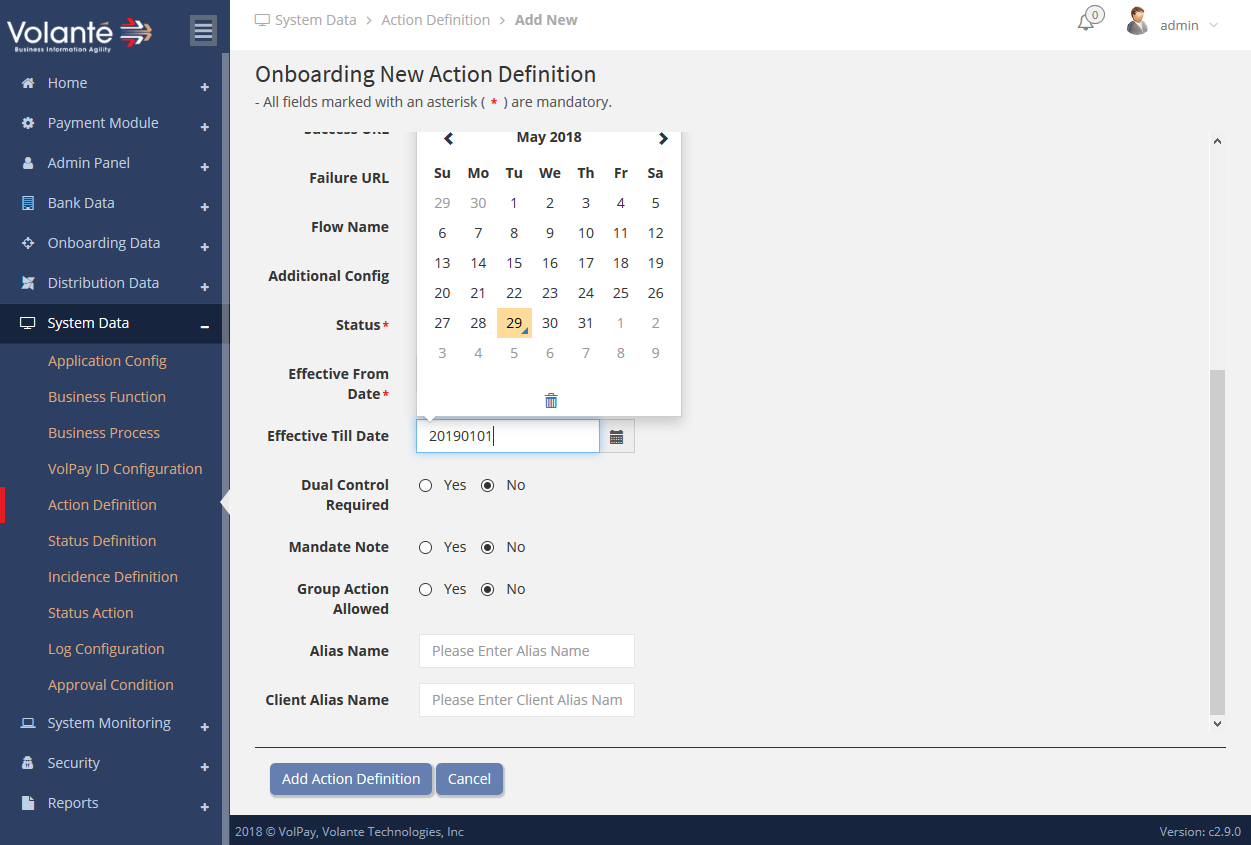 Volanté
Business Information Agility
System Data > Action Definition > Add New
0
admin
Home +
Payment Module +
Admin Panel +
Bank Data +
Onboarding Data +
Distribution Data +
System Data −
Application Config
Business Function
Business Process
VolPay ID Configuration
Action Definition
Status Definition
Incidence Definition
Status Action
Log Configuration
Approval Condition
System Monitoring +
Security +
Reports +
Onboarding New Action Definition
- All fields marked with an asterisk ( * ) are mandatory.
Success URL
Failure URL
Flow Name
Additional Config
Status*
Effective From
Date*
May 2018
Su Mo Tu We Th Fr Sa
29 30 1 2 3 4 5
6 7 8 9 10 11 12
13 14 15 16 17 18 19
20 21 22 23 24 25 26
27 28 29 30 31 1 2
3 4 5 6 7 8 9
Effective Till Date 20190101
Dual Control
Required
Yes No
Mandate Note Yes No
Group Action
Allowed
Yes No
Alias Name Please Enter Alias Name
Client Alias Name Please Enter Client Alias Nam
Add Action Definition Cancel
2018 © VolPay, Volante Technologies, Inc Version: c2.9.0